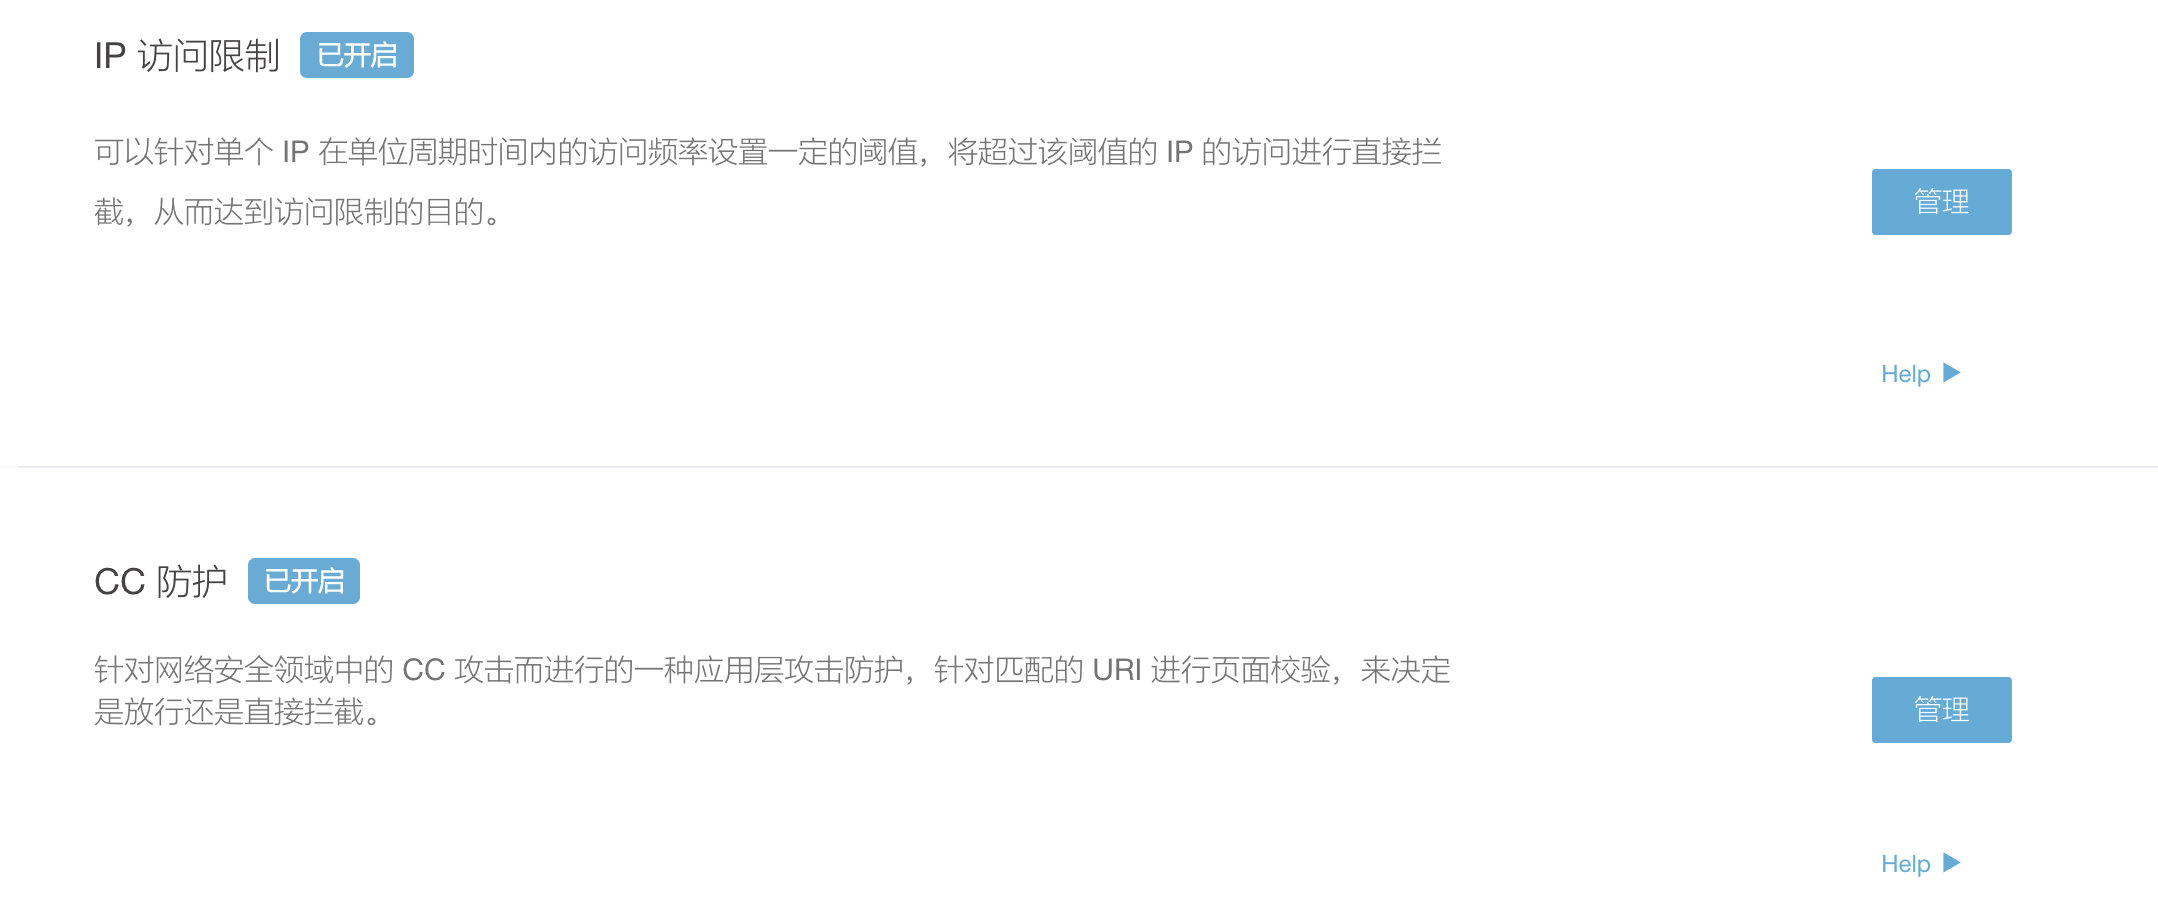 IP 访问限制 已开启
可以针对单个 IP 在单位周期时间内的访问频率设置一定的阈值，将超过该阈值的 IP 的访问进行直接拦
截，从而达到访问限制的目的。
管理
Help ▶
CC 防护 已开启
针对网络安全领域中的 CC 攻击而进行的一种应用层攻击防护，针对匹配的 URI 进行页面校验，来决定
是放行还是直接拦截。
管理
Help ▶